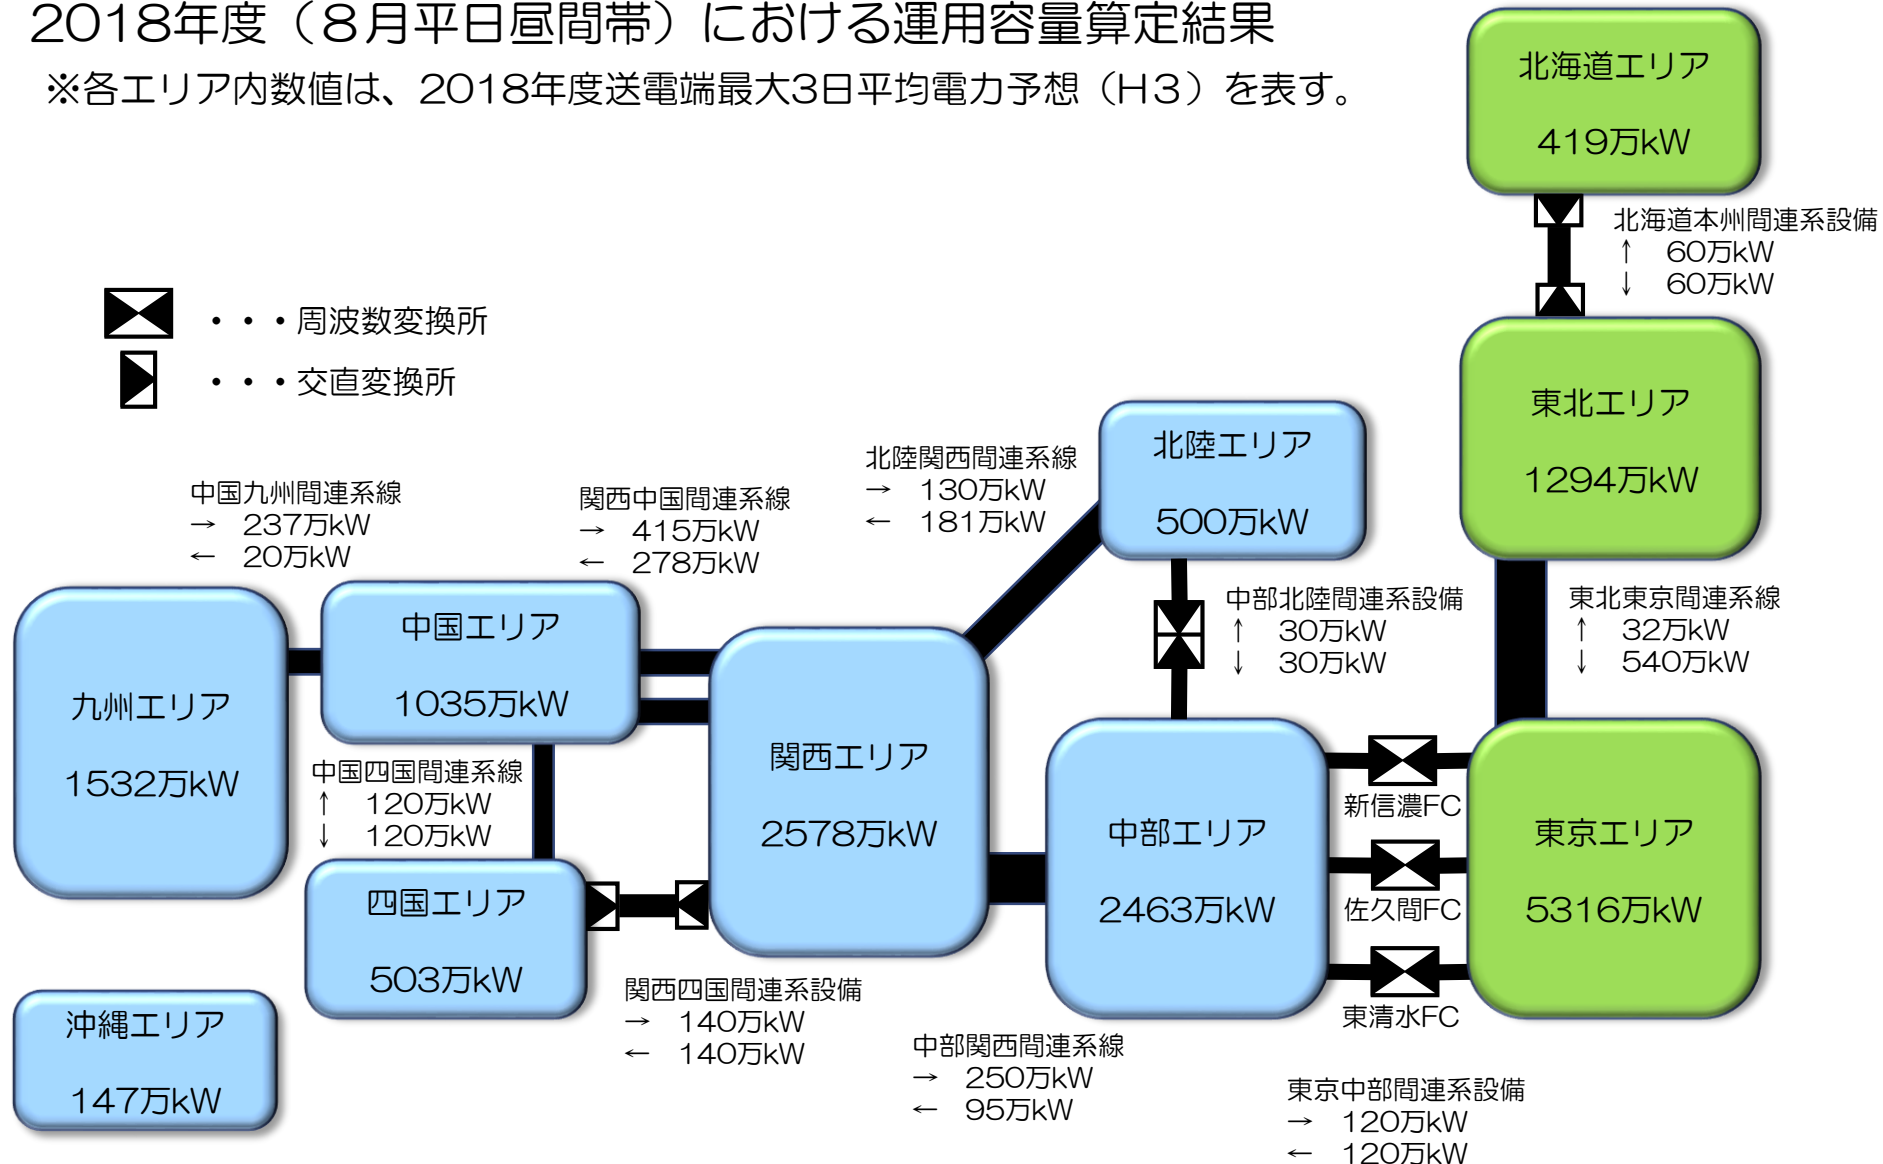 2018年度（８月平日昼間帯）における運用容量算定結果
※各エリア内数値は、2018年度送電端最大3日平均電力予想（H３）を表す。
北海道エリア
419万kW
北海道本州間連系設備
↑ 60万kW
↓ 60万kW
・・・周波数変換所
・・・交直変換所
東北エリア
1294万kW
北陸エリア
500万kW
北陸関西間連系線
→ 130万kW
← 181万kW
中国九州間連系線
→ 237万kW
← 20万kW
関西中国間連系線
→ 415万kW
← 278万kW
中部北陸間連系設備
↑ 30万kW
↓ 30万kW
東北東京間連系線
↑ 32万kW
↓ 540万kW
九州エリア
1532万kW
中国エリア
1035万kW
中国四国間連系線
↑ 120万kW
↓ 120万kW
関西エリア
2578万kW
中部エリア
2463万kW
新信濃FC
佐久間FC
東清水FC
東京エリア
5316万kW
四国エリア
503万kW
関西四国間連系設備
→ 140万kW
← 140万kW
沖縄エリア
147万kW
中部関西間連系線
→ 250万kW
← 95万kW
東京中部間連系設備
→ 120万kW
← 120万kW